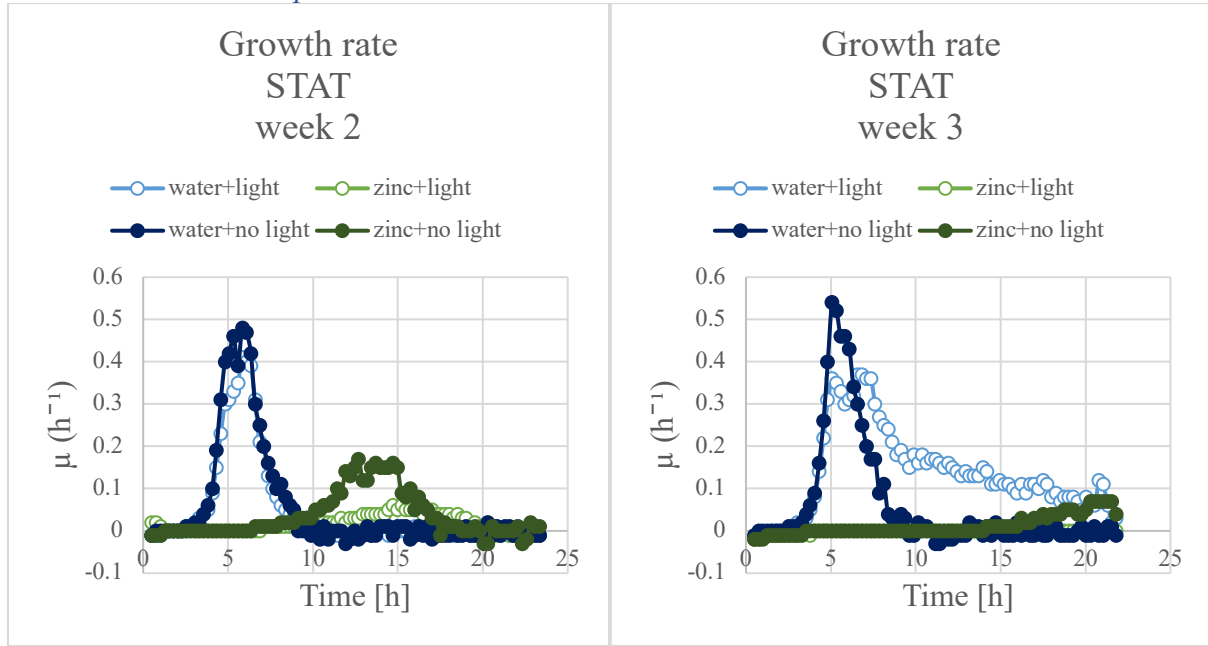 Growth rate
STAT
week 2
water+light
zinc+light
water+no light
zinc+no light
0.6
0.5
0.4
0.3
0.2
0.1
0
-0.1
0 5 10 15 20 25
μ (h⁻¹)
Time [h]
Growth rate
STAT
week 3
water+light
zinc+light
water+no light
zinc+no light
0.6
0.5
0.4
0.3
0.2
0.1
0
-0.1
0 5 10 15 20 25
μ (h⁻¹)
Time [h]